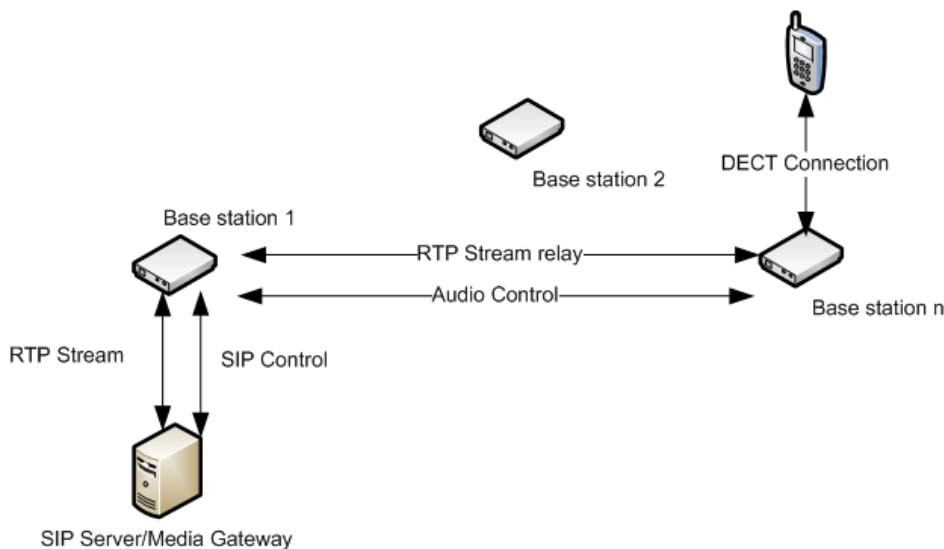 DECT Connection
Base station 2
Base station 1
RTP Stream relay
Audio Control
Base station n
RTP Stream
SIP Control
SIP Server/Media Gateway